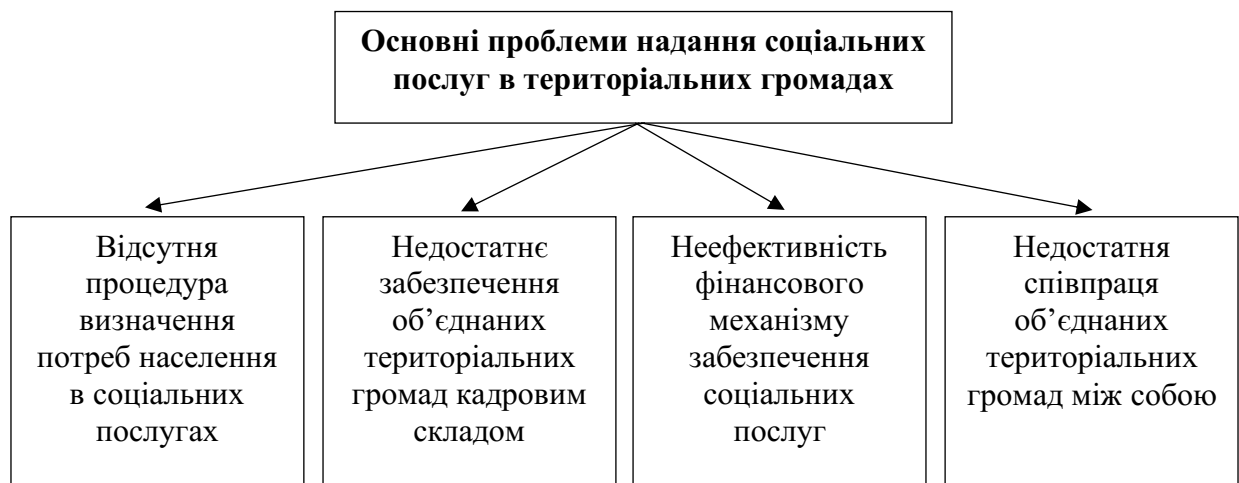 Основні проблеми надання соціальних
послуг в територіальних громадах
Відсутня
процедура
визначення
потреб населення
в соціальних
послугах
Недостатнє
забезпечення
об’єднаних
територіальних
громад кадровим
складом
Неефективність
фінансового
механізму
забезпечення
соціальних
послуг
Недостатня
співпраця
об’єднаних
територіальних
громад між собою